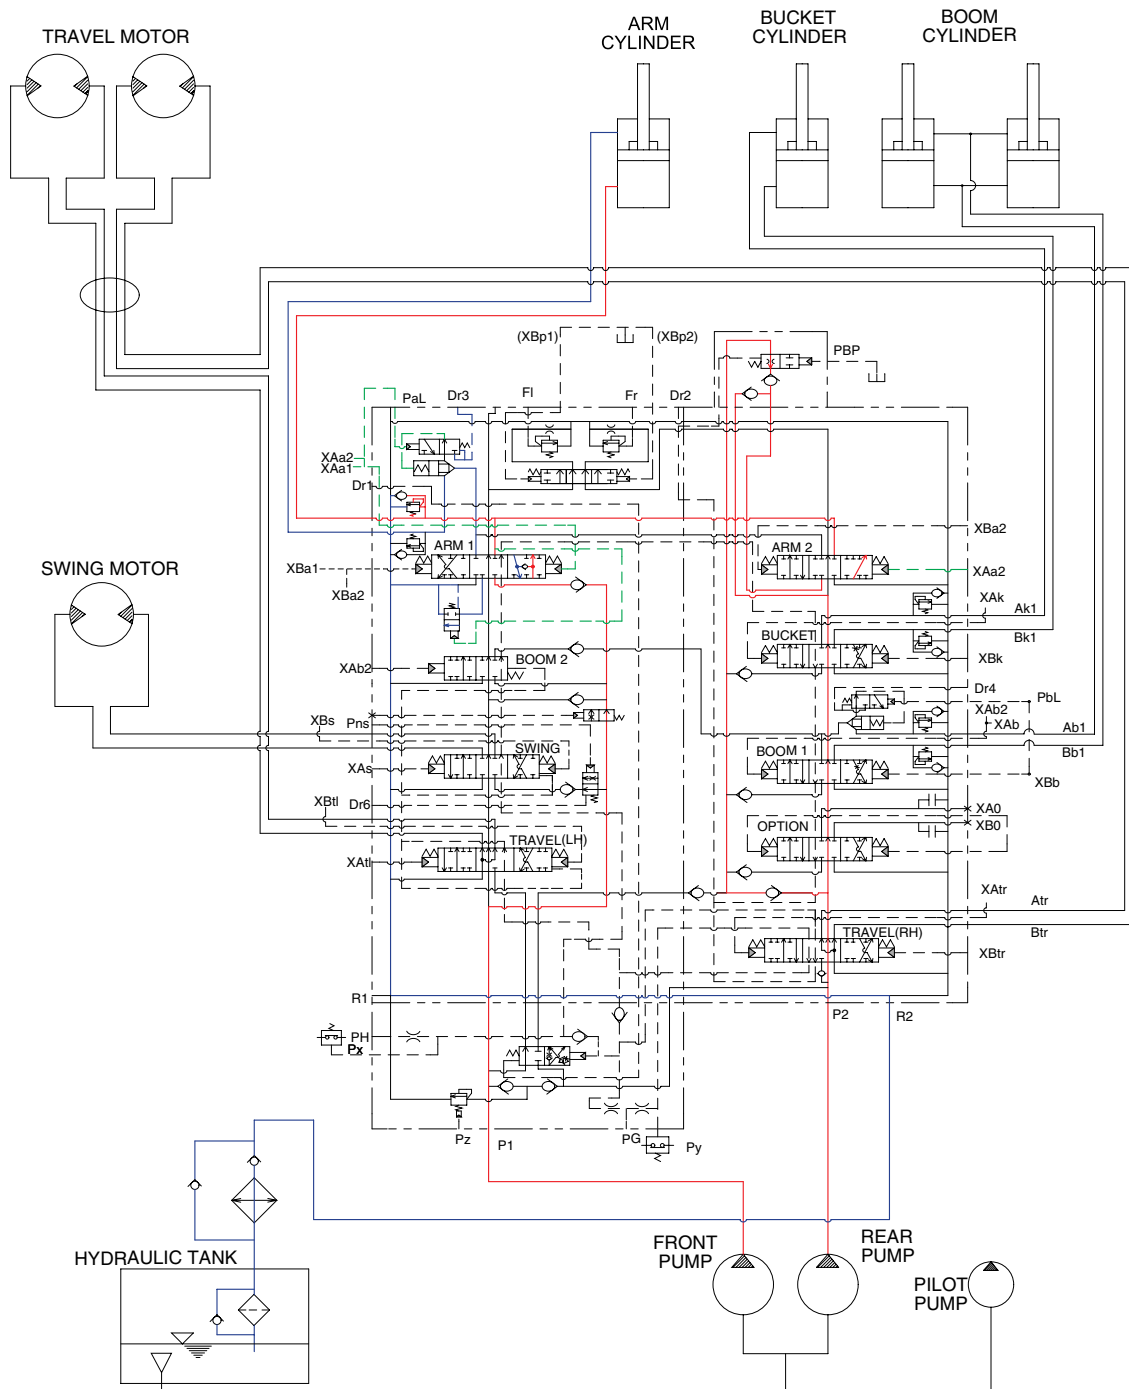 TRAVEL MOTOR
ARM
CYLINDER
BUCKET
CYLINDER
BOOM
CYLINDER
(XBp1)
(XBp2)
PBP
PaL
Dr3
Fl
Fr
Dr2
XAa2
XAa1
Dr1
ARM 1
ARM 2
XBa2
SWING MOTOR
XBa1
XBa2
XAa2
XAk
Ak1
Bk1
BUCKET
XBk
XAb2
BOOM 2
Dr4
PbL
XAb2
XAb
Ab1
Bb1
XBs
Pns
SWING
BOOM 1
XAs
XBb
XBtl
Dr6
XA0
XB0
OPTION
TRAVEL(LH)
XAtl
XAtr
Atr
Btr
TRAVEL(RH)
XBtr
R1
P2
R2
PH
Px
Pz
P1
PG
Py
HYDRAULIC TANK
FRONT
PUMP
REAR
PUMP
PILOT
PUMP